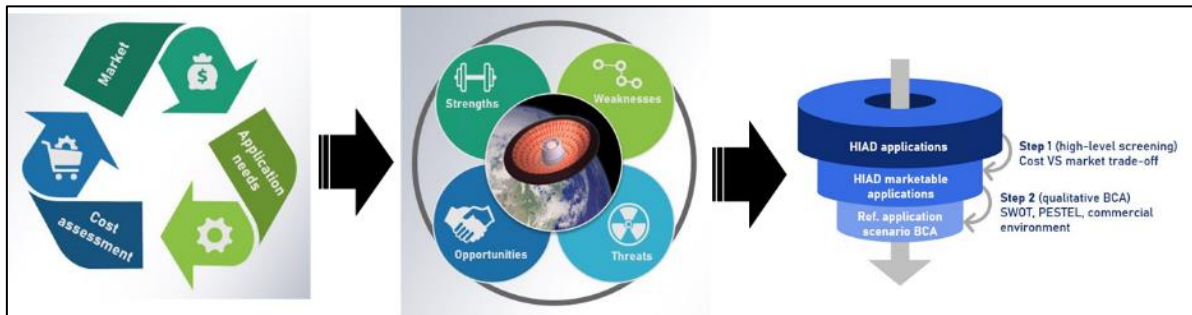 Market
$
Application
needs
Cost
assessment
Strengths
Weaknesses
Opportunities
Threats
HIAD applications
HIAD marketable
applications
Ref. application
scenario BCA
Step 1 (high-level screening)
Cost VS market trade-off
Step 2 (qualitative BCA)
SWOT, PESTEL, commercial
environment